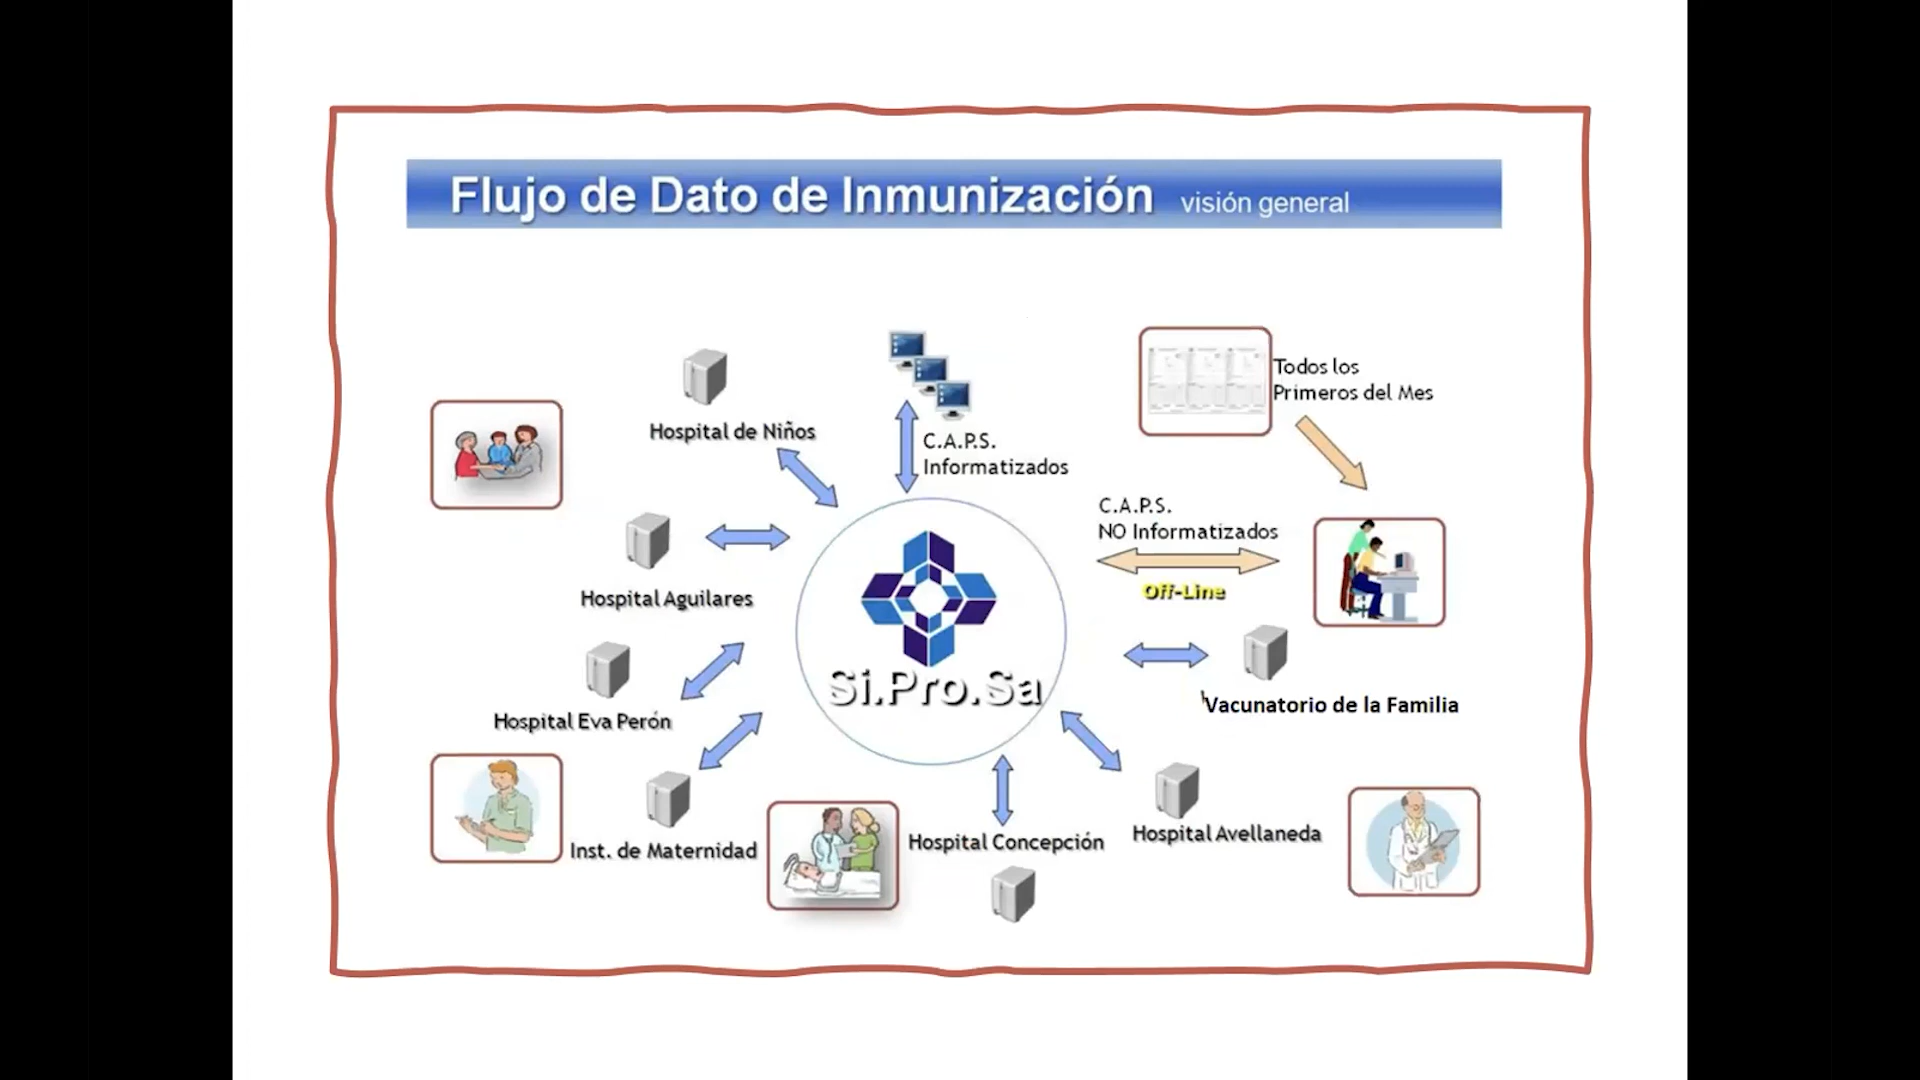 Flujo de Dato de Inmunización visión general
Todos los
Primeros del Mes
Hospital de Niños
C.A.P.S.
Informatizados
C.A.P.S.
NO Informatizados
Off-Line
Hospital Aguilares
Si.Pro.Sa
Vacunatorio de la Familia
Hospital Eva Perón
Inst. de Maternidad
Hospital Concepción
Hospital Avellaneda